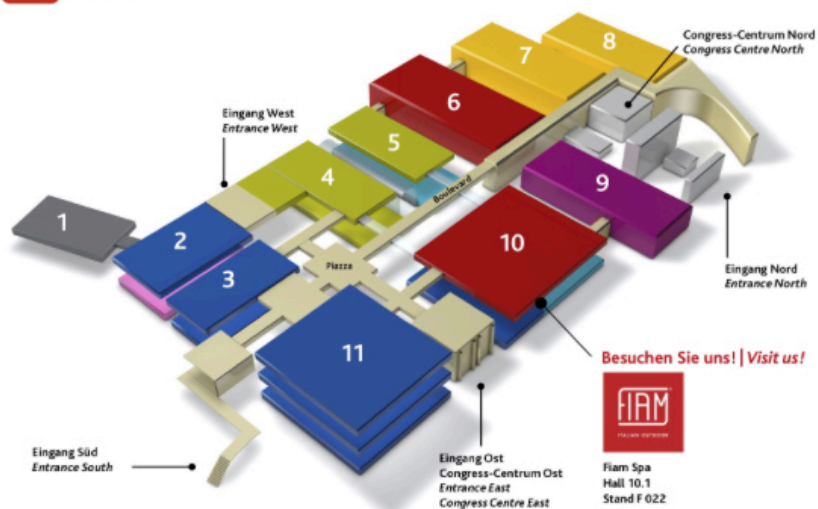 8
7
Congress-Centrum Nord
Congress Centre North
6
Eingang West
Entrance West
5
4
Boulevard
9
1
2
10
3
Piazza
Eingang Nord
Entrance North
11
Besuchen Sie uns! | Visit us!
FIAM
ITALIAN OUTDOOR
Eingang Süd
Entrance South
Eingang Ost
Congress-Centrum Ost
Entrance East
Congress Centre East
Fiam Spa
Hall 10.1
Stand F 022